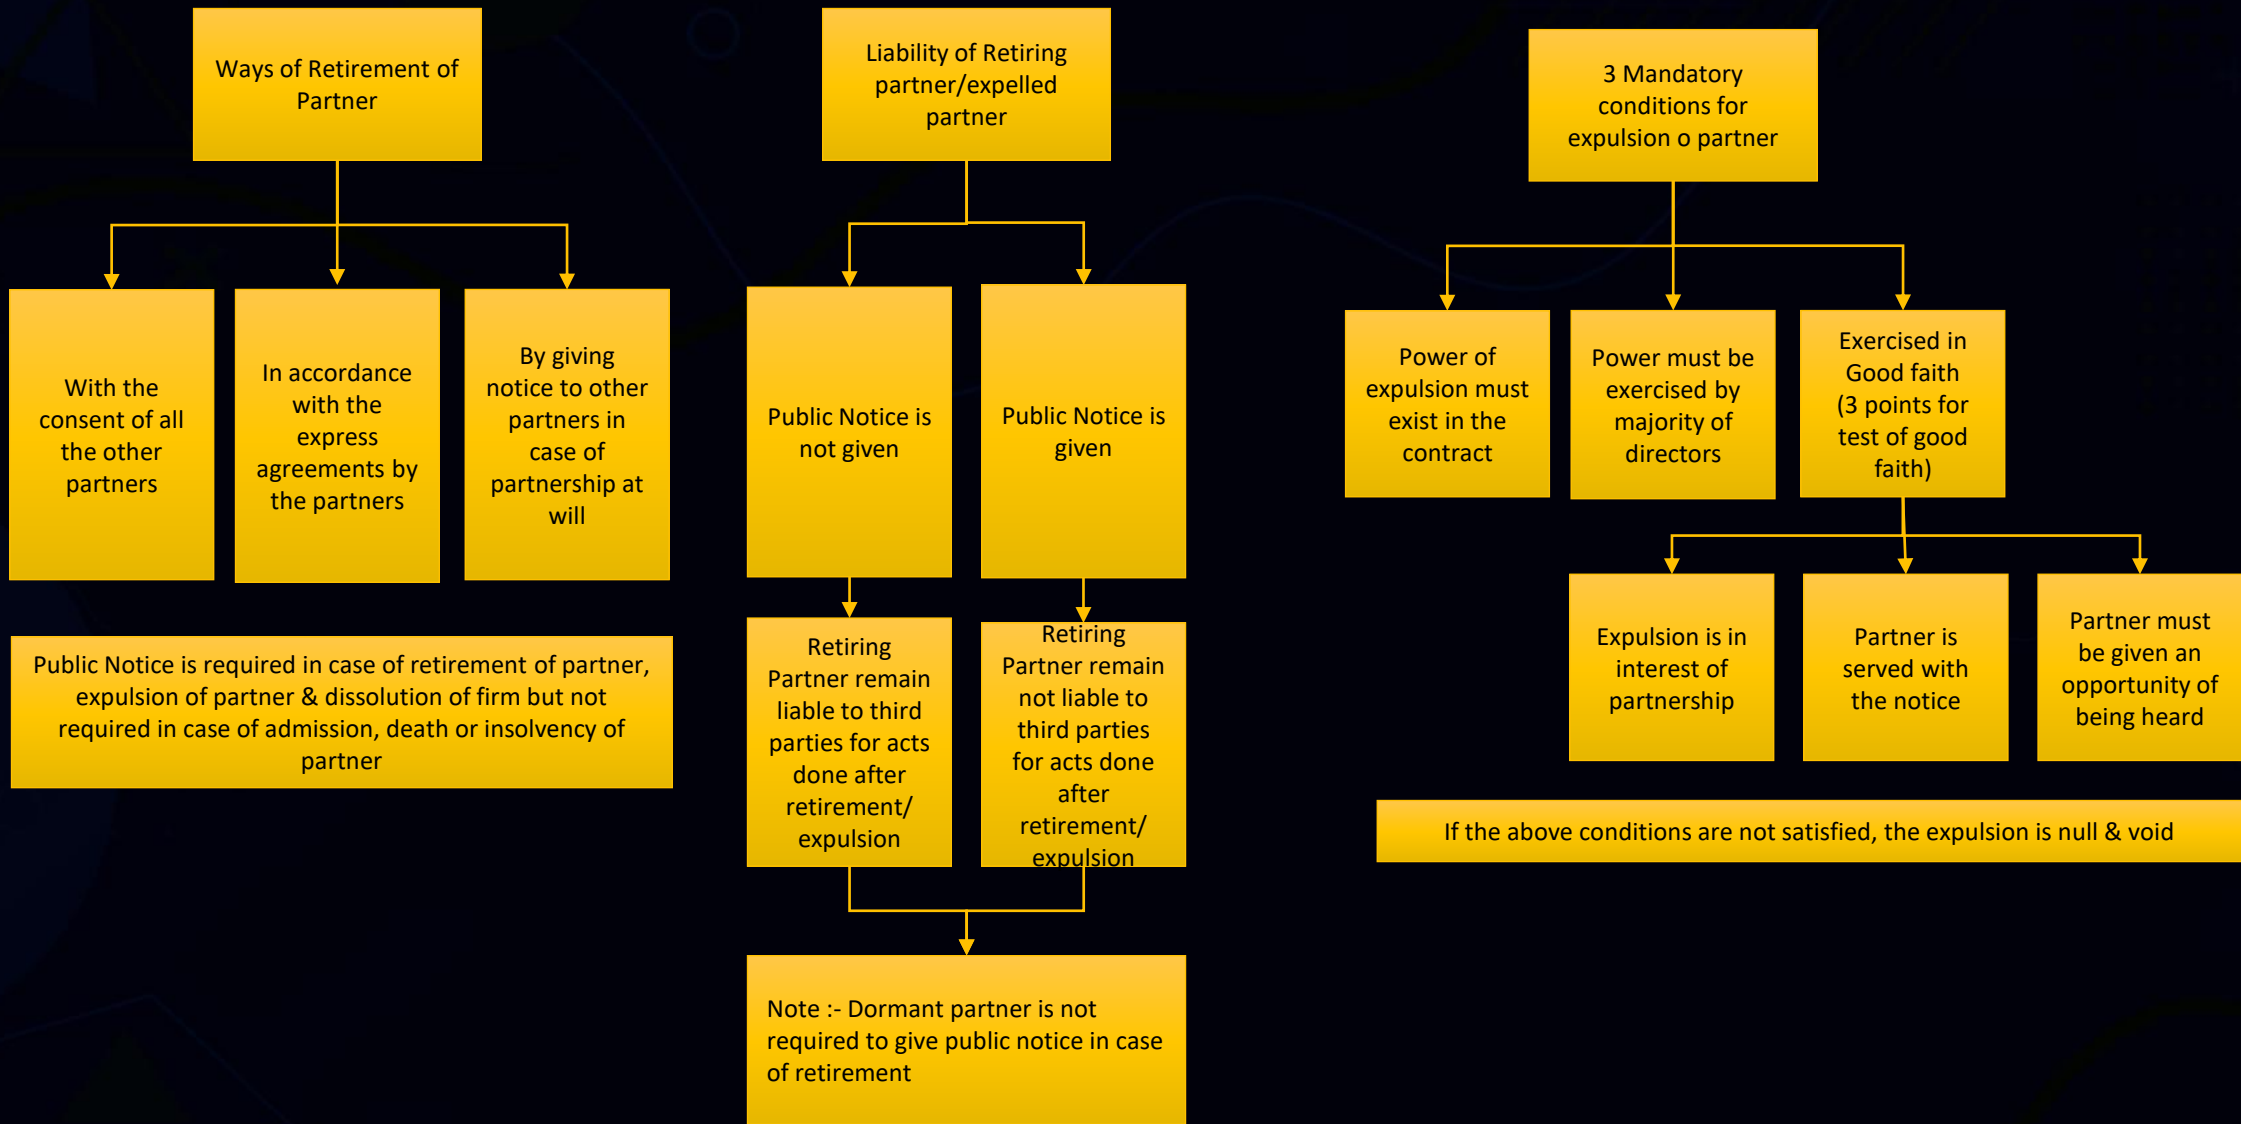 Ways of Retirement of
Partner
With the
consent of all
the other
partners
In accordance
with the
express
agreements by
the partners
By giving
notice to other
partners in
case of
partnership at
will
Public Notice is required in case of retirement of partner,
expulsion of partner & dissolution of firm but not
required in case of admission, death or insolvency of
partner
Liability of Retiring
partner/expelled
partner
Public Notice is
not given
Public Notice is
given
Retiring
Partner remain
liable to third
parties for acts
done after
retirement/
expulsion
Retiring
Partner remain
not liable to
third parties
for acts done
after
retirement/
expulsion
Note :- Dormant partner is not
required to give public notice in case
of retirement
3 Mandatory
conditions for
expulsion o partner
Power of
expulsion must
exist in the
contract
Power must be
exercised by
majority of
directors
Exercised in
Good faith
(3 points for
test of good
faith)
Expulsion is in
interest of
partnership
Partner is
served with
the notice
Partner must
be given an
opportunity of
being heard
If the above conditions are not satisfied, the expulsion is null & void